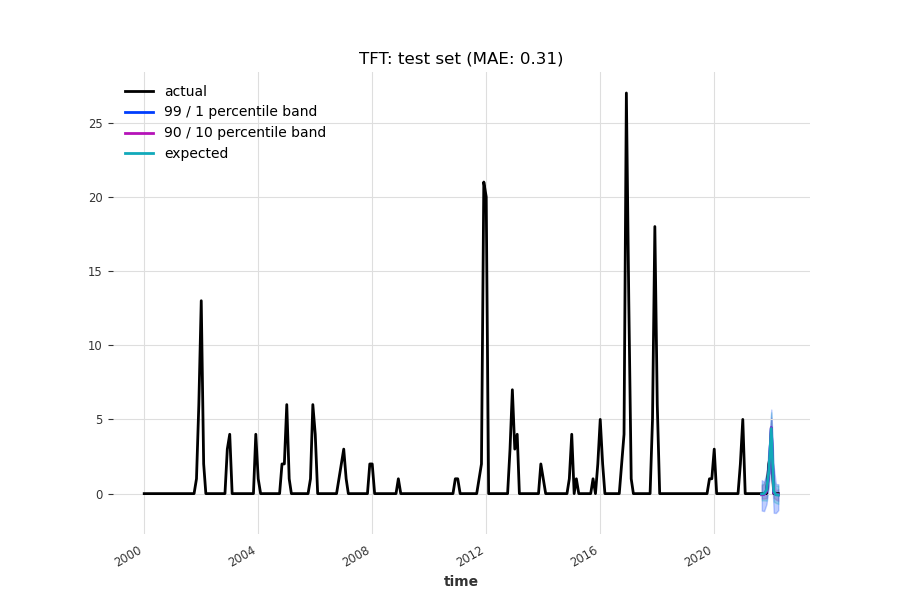 TFT: test set (MAE: 0.31)
actual
99 / 1 percentile band
90 / 10 percentile band
expected
25
20
15
10
5
0
2000
2004
2008
2012
2016
2020
time